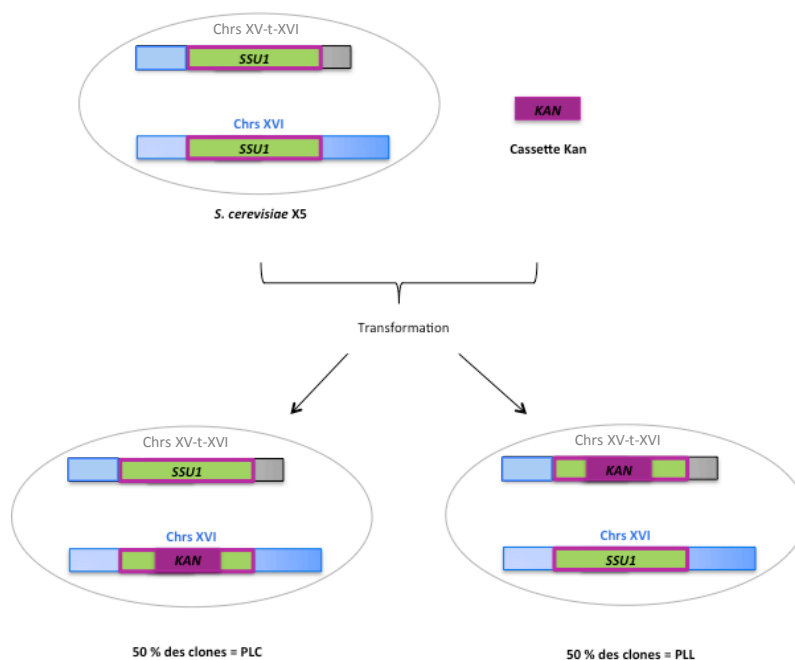 Chrs XV-t-XVI
SSU1
Chrs XVI
SSU1
S. cerevisiae X5
KAN
Cassette Kan
Transformation
Chrs XV-t-XVI
SSU1
Chrs XVI
KAN
50 % des clones = PLC
Chrs XV-t-XVI
KAN
Chrs XVI
SSU1
50 % des clones = PLL